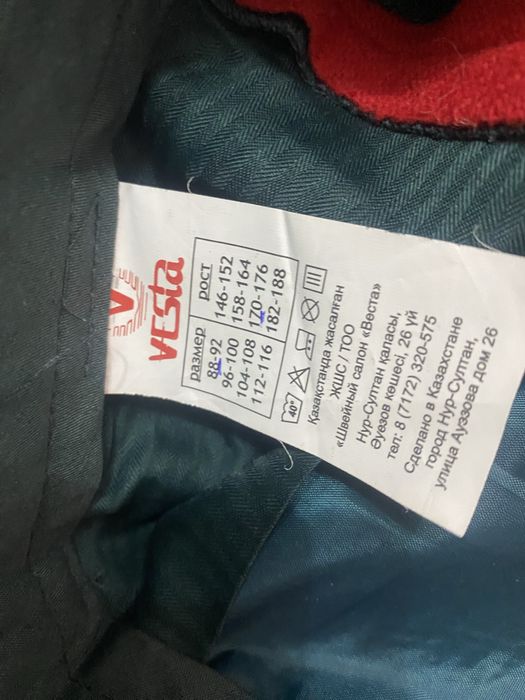 V
VESta
размер рост
88-92 146-152
96-100 158-164
104-108 170-176
112-116 182-188
40°
Қазақстанда жасалған
ЖШС / ТОО
«Швейный салон «Веста»
Нур-Султан қаласы,
Әуезов көшесі, 26 үй
тел: 8 (7172) 320-575
Сделано в Казахстане
город Нур-Султан,
улица Ауэзова дом 26